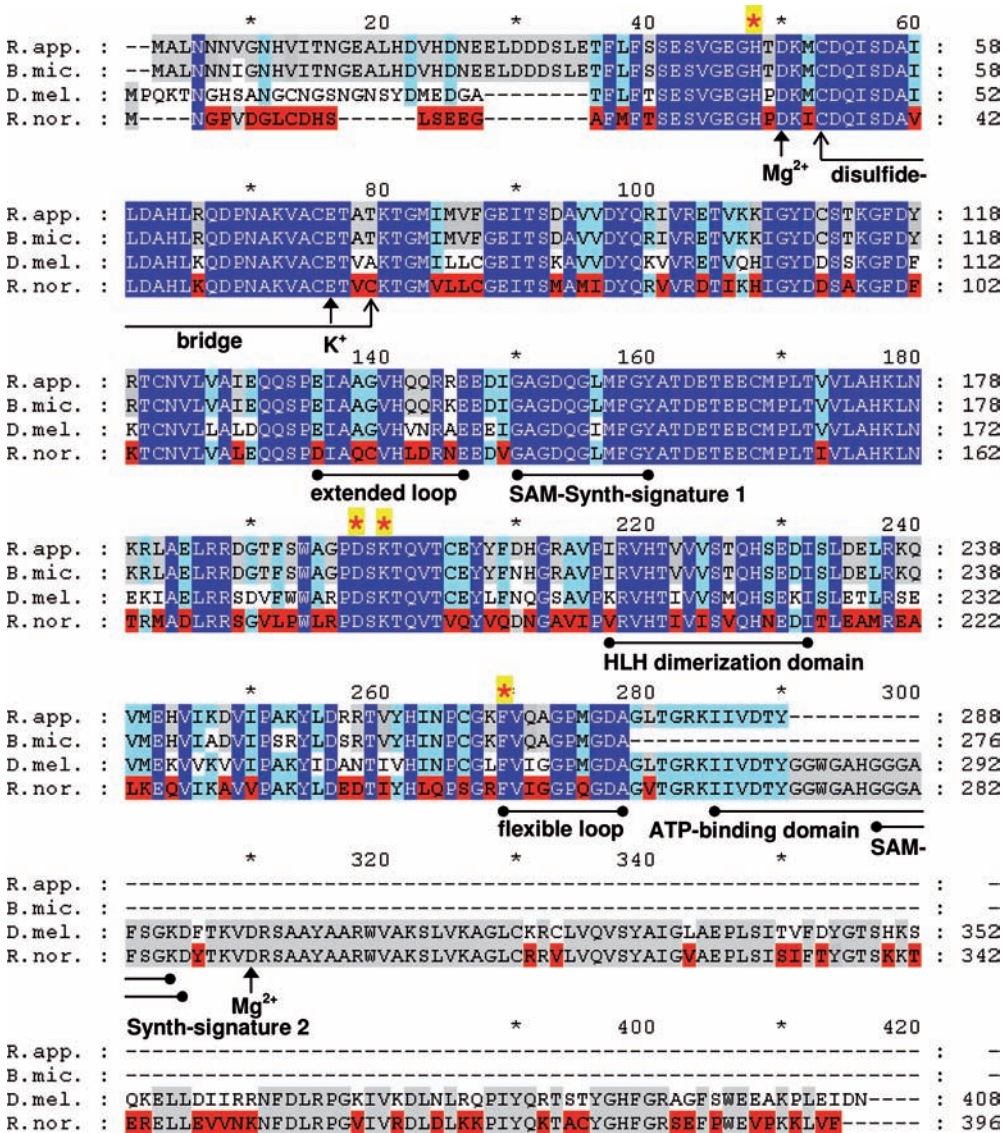 * 20 * 40 * * 60
R.app. : --MALNNNVGNHVITNGEALHDVHDNEELDDDSLETFLFSSESVGEGHTDKMCDQISDAI : 58
B.mic. : --MALNNNIGNHVITNGEALHDVHDNEELDDDSLETFLFSSESVGEGHTDKMCDQISDAI : 58
D.mel. : MPQKTNGHSANGCNGSNGNSYDMEDGA--------TFLFTSESVGEGHPDKMCDQISDAI : 52
R.nor. : M----NGPVDGLCDHS------LSEEG--------AFMFTSESVGEGHPDKICDQISDAV : 42
Mg2+ disulfide-
* 80 * 100 *
R.app. : LDAHLRQDPNAKVACETATKTGMIMVFGEITSDAVVDYQRIVRETVKKIGYDCSTKGFDY : 118
B.mic. : LDAHLRQDPNAKVACETATKTGMIMVFGEITSDAVVDYQRIVRETVKKIGYDCSTKGFDY : 118
D.mel. : LDAHLKQDPNAKVACETVAKTGMILLCGEITSKAVVDYQKVVRETVQHIGYDDSSKGFDF : 112
R.nor. : LDAHLKQDPNAKVACETVCKTGMVLLCGEITSMAMIDYQRVVRDTIKHIGYDDSAKGFDF : 102
bridge K+
140 * 160 * 180
R.app. : RTCNVLVAIEQQSPEIAAGVHQQRREEDIGAGDQGLMFGYATDETEECMPLTVVLAHKLN : 178
B.mic. : RTCNVLVAIEQQSPEIAAGVHQQRKEEDIGAGDQGLMFGYATDETEECMPLTVVLAHKLN : 178
D.mel. : KTCNVLLALDQQSPEIAAGVHVNRAEEEIGAGDQGIMFGYATDETEECMPLTVVLAHKLN : 172
R.nor. : KTCNVLVALEQQSPDIAQCVHLDRNEEDVGAGDQGLMFGYATDETEECMPLTIVLAHKLN : 162
extended loop SAM-Synth-signature 1
* * * * 220 * 240
R.app. : KRLAELRRDGTFSWAGPDSKTQVTCEYYFDHGRAVPIRVHTVVVSTQHSEDISLDELRKQ : 238
B.mic. : KRLAELRRDGTFSWAGPDSKTQVTCEYYFNHGRAVPIRVHTVVVSTQHSEDISLDELRKQ : 238
D.mel. : EKIAELRRSDVFWWARPDSKTQVTCEYLFNQGSAVPKRVHTIVVSMQHSEKISLETLRSE : 232
R.nor. : TRMADLRRSGVLPWLRPDSKTQVTVQYVQDNGAVIPVRVHTIVISVQHNEDITLEAMREA : 222
HLH dimerization domain
* 260 * * 280 * 300
R.app. : VMEHVIKDVIPAKYLDRRTVYHINPCGKFVQAGPMGDAGLTGRKIIVDTY---------- : 288
B.mic. : VMEHVIADVIPSRYLDSRTVYHINPCGKFVQAGPMGDA---------------------- : 276
D.mel. : VMEKVVKVVIPAKYIDANTIVHINPCGLFVIGGPMGDAGLTGRKIIVDTYGGWGAHGGGA : 292
R.nor. : LKEQVIKAVVPAKYLDEDTIYHLQPSGRFVIGGPQGDAGVTGRKIIVDTYGGWGAHGGGA : 282
flexible loop ATP-binding domain SAM-
* 320 * 340 *
R.app. : ------------------------------------------------------------ : -
B.mic. : ------------------------------------------------------------ : -
D.mel. : FSGKDFTKVDRSAAYAARWVAKSLVKAGLCKRCLVQVSYAIGLAEPLSITVFDYGTSHKS : 352
R.nor. : FSGKDYTKVDRSAAYAARWVAKSLVKAGLCRRVLVQVSYAIGVAEPLSISIFTYGTSKKT : 342
Mg2+
Synth-signature 2 * 400 * 420
R.app. : ------------------------------------------------------------ : -
B.mic. : ------------------------------------------------------------ : -
D.mel. : QKELLDIIRRNFDLRPGKIVKDLNLRQPIYQRTSTYGHFGRAGFSWEEAKPLEIDN---- : 408
R.nor. : ERELLEVVNKNFDLRPGVIVRDLDLKKPIYQKTACYGHFGRSEFPWEVPKKLVF : 396